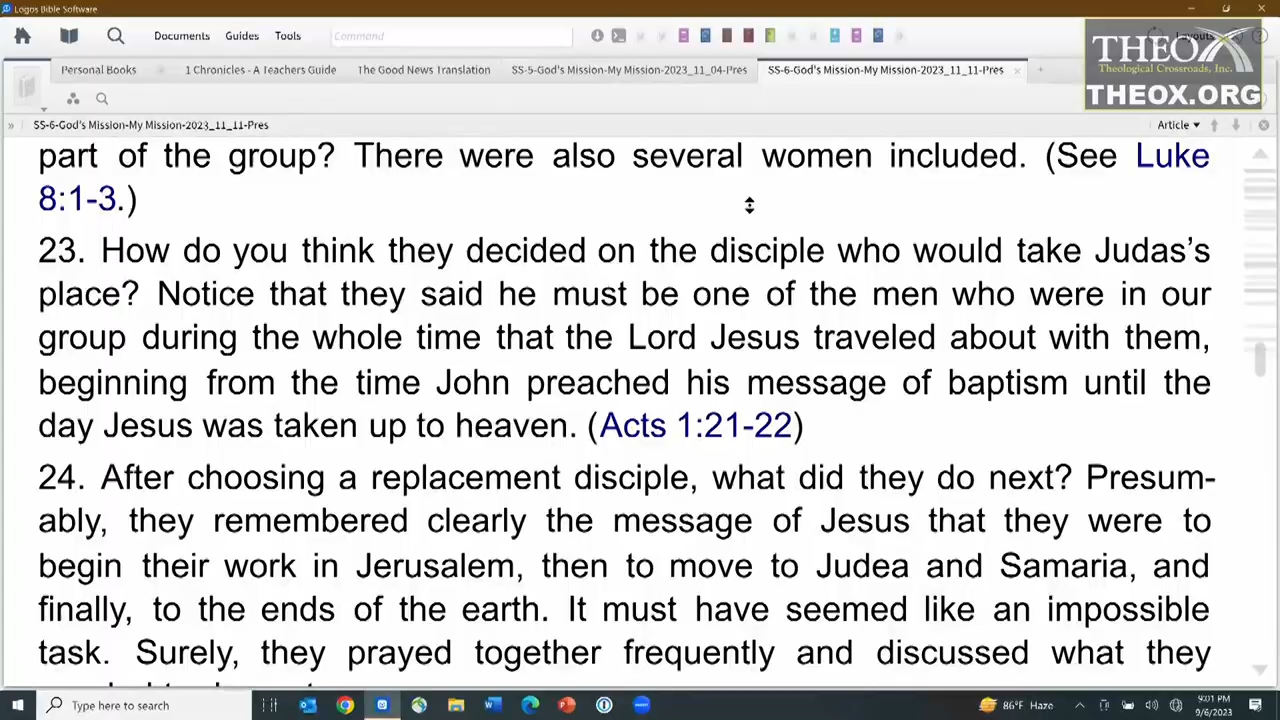 Logos Bible Software
Documents Guides Tools Command Layouts
THEOX
Theological Crossroads, Inc.
THEOX.ORG
Personal Books 1 Chronicles - A Teachers Guide The Good News Bible SS-5-God's Mission-My Mission-2023_11_04-Pres SS-6-God's Mission-My Mission-2023_11_11-Pres
SS-6-God's Mission-My Mission-2023_11_11-Pres Article
part of the group? There were also several women included. (See Luke
8:1-3.)
23. How do you think they decided on the disciple who would take Judas's
place? Notice that they said he must be one of the men who were in our
group during the whole time that the Lord Jesus traveled about with them,
beginning from the time John preached his message of baptism until the
day Jesus was taken up to heaven. (Acts 1:21-22)
24. After choosing a replacement disciple, what did they do next? Presum-
ably, they remembered clearly the message of Jesus that they were to
begin their work in Jerusalem, then to move to Judea and Samaria, and
finally, to the ends of the earth. It must have seemed like an impossible
task. Surely, they prayed together frequently and discussed what they
Type here to search 86°F Haze 9:01 PM
9/6/2023